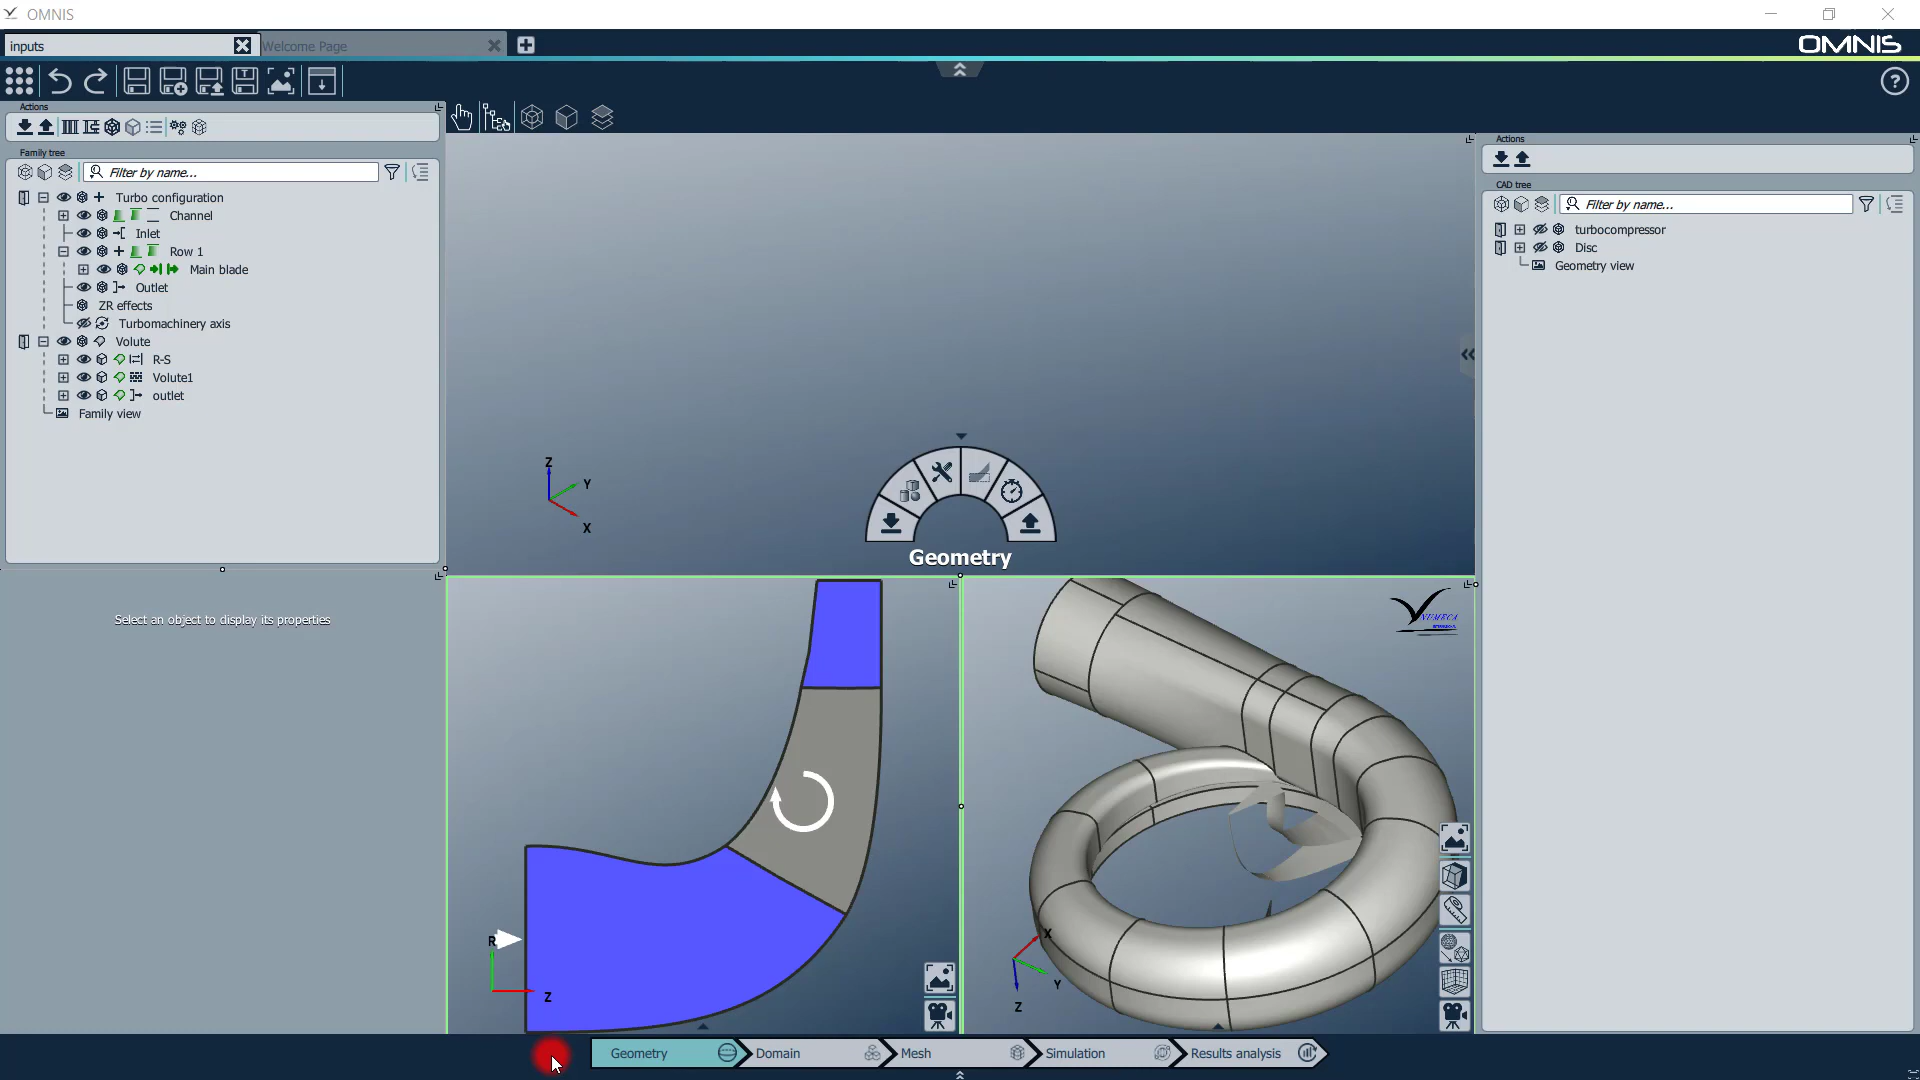 OMNIS
inputs
Welcome Page
OMNIS
Actions
Family tree
Filter by name...
Turbo configuration
Channel
Inlet
Row 1
Main blade
Outlet
ZR effects
Turbomachinery axis
Volute
R-S
Volute1
outlet
Family view
Select an object to display its properties
Z
Y
X
Geometry
R
Z
NUMECA
X
Y
Z
Actions
CAD tree
Filter by name...
turbocompressor
Disc
Geometry view
Geometry
Domain
Mesh
Simulation
Results analysis